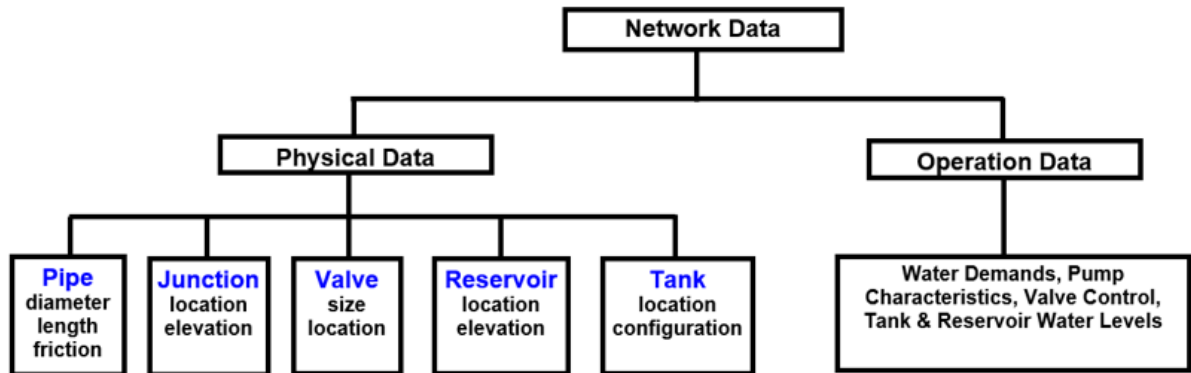 Network Data
Physical Data
Operation Data
Pipe
diameter
length
friction
Junction
location
elevation
Valve
size
location
Reservoir
location
elevation
Tank
location
configuration
Water Demands, Pump
Characteristics, Valve Control,
Tank & Reservoir Water Levels